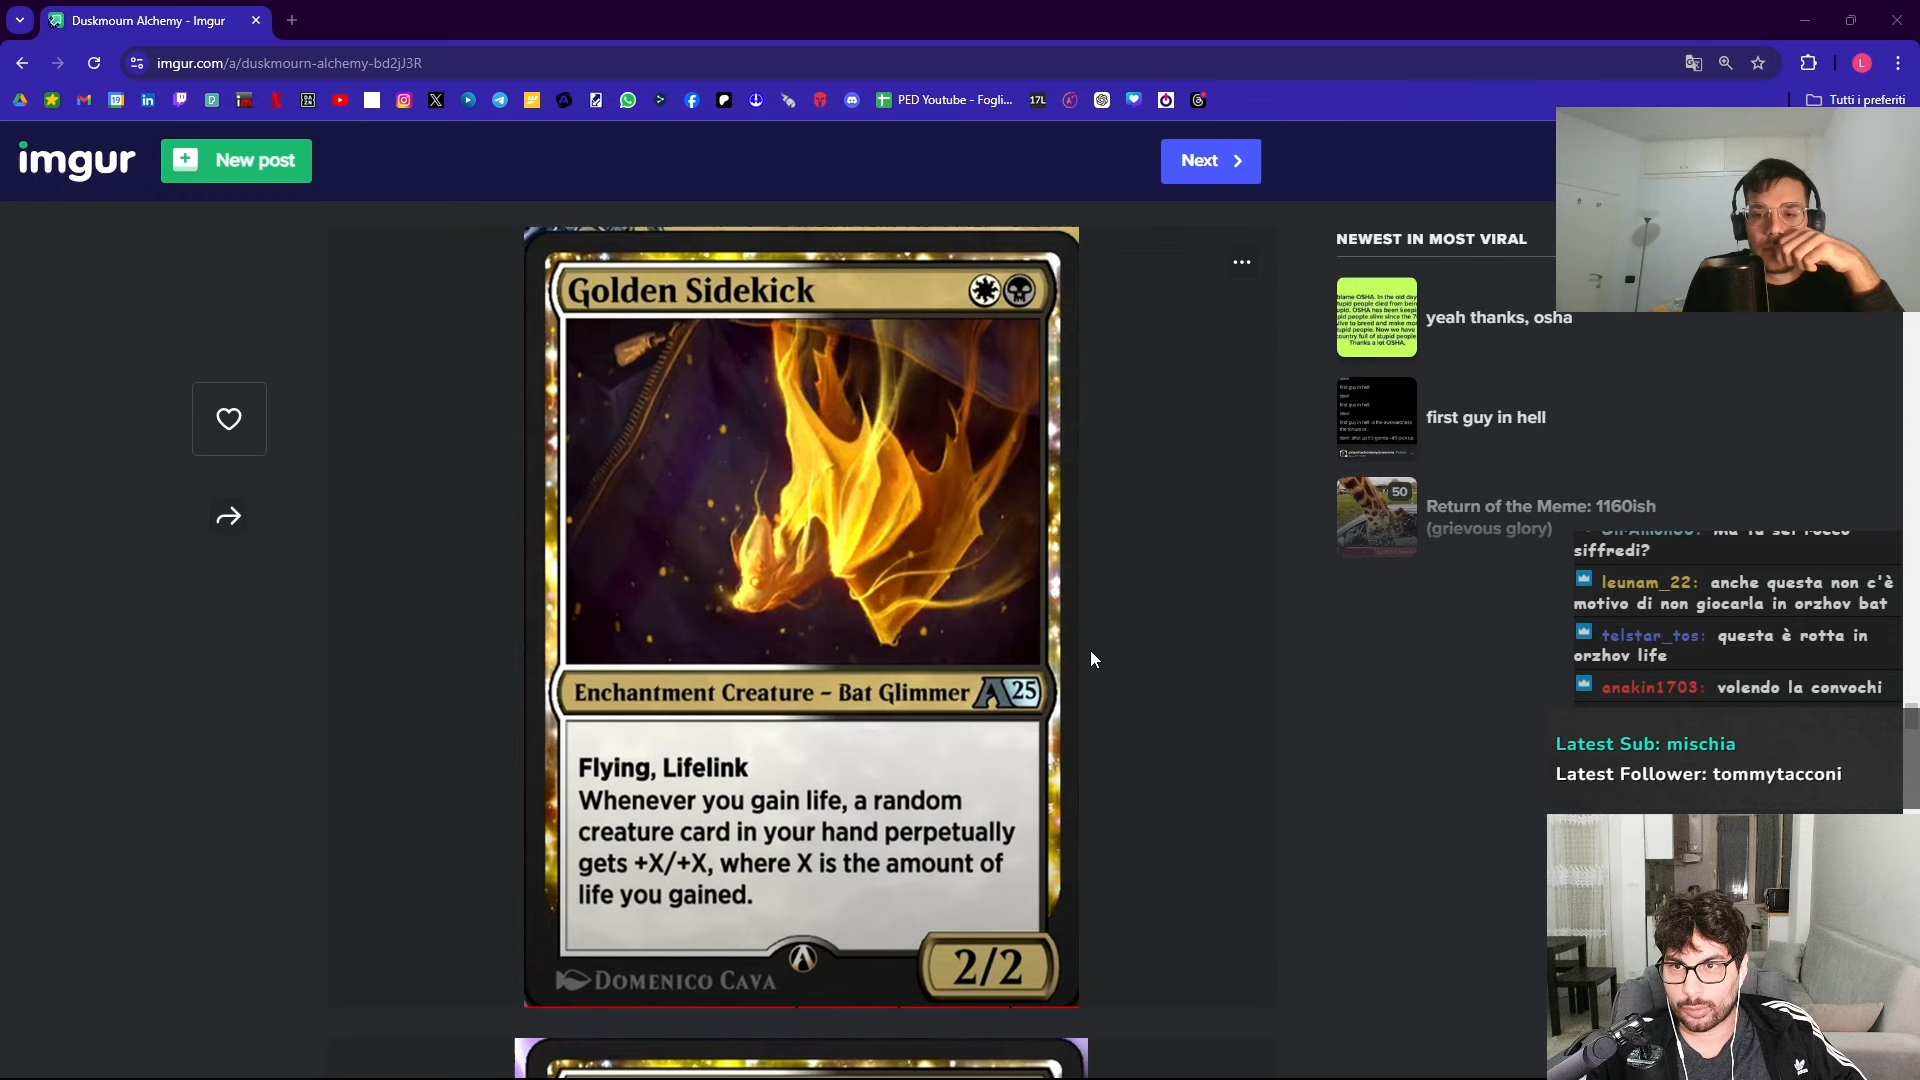 Duskmourn Alchemy - Imgur
imgur.com/a/duskmourn-alchemy-bd2jJ3R
L
19
PED Youtube - Fogli...
17L
Tutti i preferiti
imgur
New post
Next
Golden Sidekick
Enchantment Creature – Bat Glimmer
A25
Flying, Lifelink
Whenever you gain life, a random
creature card in your hand perpetually
gets +X/+X, where X is the amount of
life you gained.
2/2
DOMENICO CAVA
NEWEST IN MOST VIRAL
yeah thanks, osha
first guy in hell
50
Return of the Meme: 1160ish
(grievous glory)
siffredi?
leunam_22: anche questa non c'è
motivo di non giocarla in orzhov bat
telstar_tos: questa è rotta in
orzhov life
anakin1703: volendo la convochi
Latest Sub: mischia
Latest Follower: tommytacconi